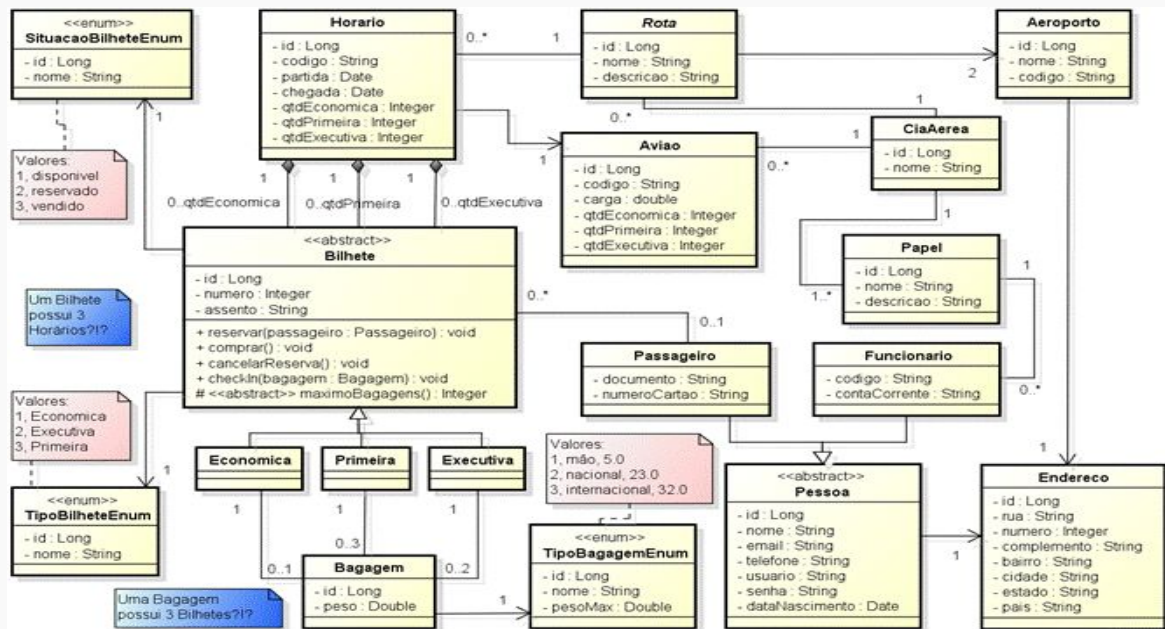 <<enum>>
SituacaoBilheteEnum
- id : Long
- nome : String
1
Valores:
1, disponivel
2, reservado
3, vendido
Horario
- id : Long
- codigo : String
- partida : Date
- chegada : Date
- qtdEconomica : Integer
- qtdPrimeira : Integer
- qtdExecutiva : Integer
0..*
1
Rota
- id : Long
- nome : String
- descricao : String
2
Aeroporto
- id : Long
- nome : String
- codigo : String
1
0..*
1
CiaAerea
- id : Long
- nome : String
1
0..*
1
Aviao
- id : Long
- codigo : String
- carga : double
- qtdEconomica : Integer
- qtdPrimeira : Integer
- qtdExecutiva : Integer
1
1
1
0..qtdEconomica
0..qtdPrimeira
0..qtdExecutiva
<<abstract>>
Bilhete
- id : Long
- numero : Integer
- assento : String
+ reservar(passageiro : Passageiro) : void
+ comprar() : void
+ cancelarReserva() : void
+ checkIn(bagagem : Bagagem) : void
# <<abstract>> maximoBagagens() : Integer
Um Bilhete
possui 3
Horários?!?
0..*
0..1
1..*
Papel
- id : Long
- nome : String
- descricao : String
1
0..*
Passageiro
- documento : String
- numeroCartao : String
Funcionario
- codigo : String
- contaCorrente : String
Valores:
1, Economica
2, Executiva
3, Primeira
1
<<enum>>
TipoBilheteEnum
- id : Long
- nome : String
Economica
Primeira
Executiva
1
1
1
0..1
0..3
0..2
Bagagem
- id : Long
- peso : Double
1
Uma Bagagem
possui 3 Bilhetes?!?
Valores:
1, mão, 5.0
2, nacional, 23.0
3, internacional, 32.0
<<enum>>
TipoBagagemEnum
- id : Long
- nome : String
- pesoMax : Double
<<abstract>>
Pessoa
- id : Long
- nome : String
- email : String
- telefone : String
- usuario : String
- senha : String
- dataNascimento : Date
1
1
Endereco
- id : Long
- rua : String
- numero : Integer
- complemento : String
- bairro : String
- cidade : String
- estado : String
- pais : String